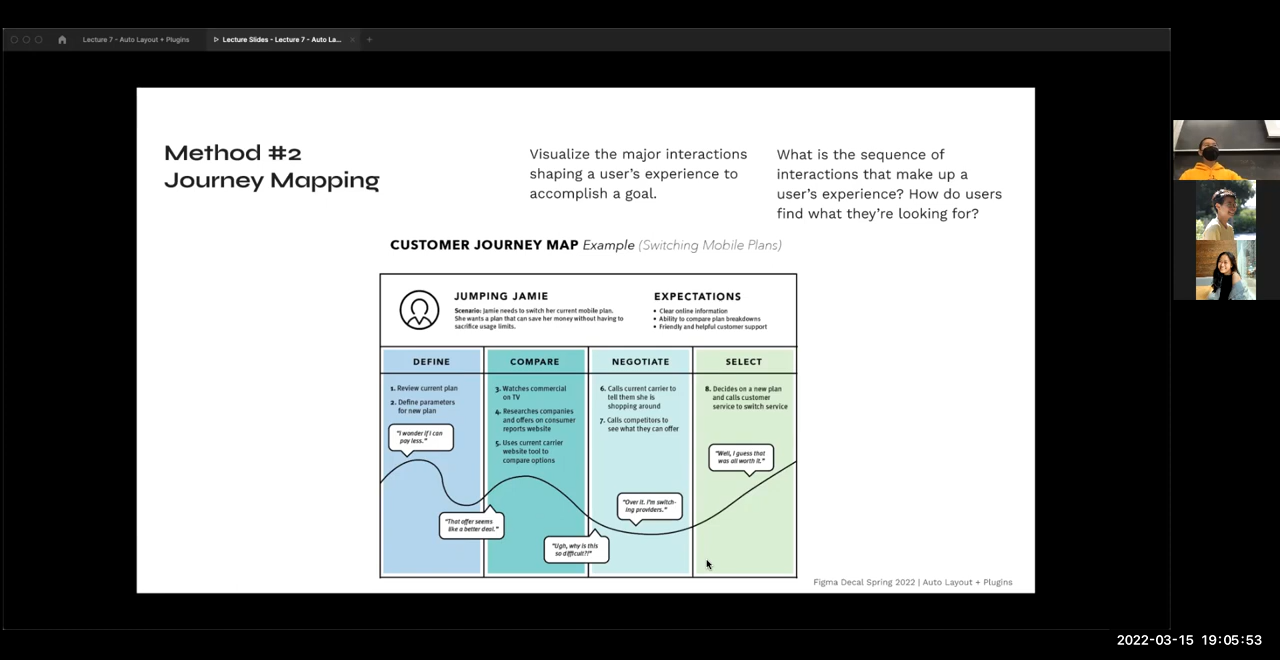 Lecture 7 - Auto Layout + Plugins
Lecture Slides - Lecture 7 - Auto La...
Method #2
Journey Mapping
Visualize the major interactions
shaping a user's experience to
accomplish a goal.
What is the sequence of
interactions that make up a
user's experience? How do users
find what they're looking for?
CUSTOMER JOURNEY MAP Example (Switching Mobile Plans)
JUMPING JAMIE
Scenario: Jamie needs to switch her current mobile plan.
She wants a plan that can save her money without having to
sacrifice usage limits.
EXPECTATIONS
• Clear online information
• Ability to compare plan breakdowns
• Friendly and helpful customer support
DEFINE
1. Review current plan
2. Define parameters
for new plan
"I wonder if I can
pay less."
COMPARE
3. Watches commercial
on TV
4. Researches companies
and offers on consumer
reports website
5. Uses current carrier
website tool to
compare options
"That offer seems
like a better deal."
NEGOTIATE
6. Calls current carrier to
tell them she is
shopping around
7. Calls competitors to
see what they can offer
"Over it. I'm switch-
ing providers."
"Ugh, why is this
so difficult?!"
SELECT
8. Decides on a new plan
and calls customer
service to switch service
"Well, I guess that
was all worth it."
Figma Decal Spring 2022 | Auto Layout + Plugins
2022-03-15 19:05:53